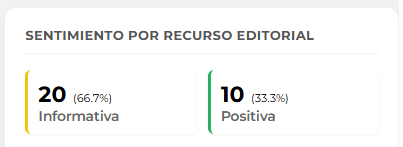 SENTIMIENTO POR RECURSO EDITORIAL
20 (66.7%)
Informativa
10 (33.3%)
Positiva